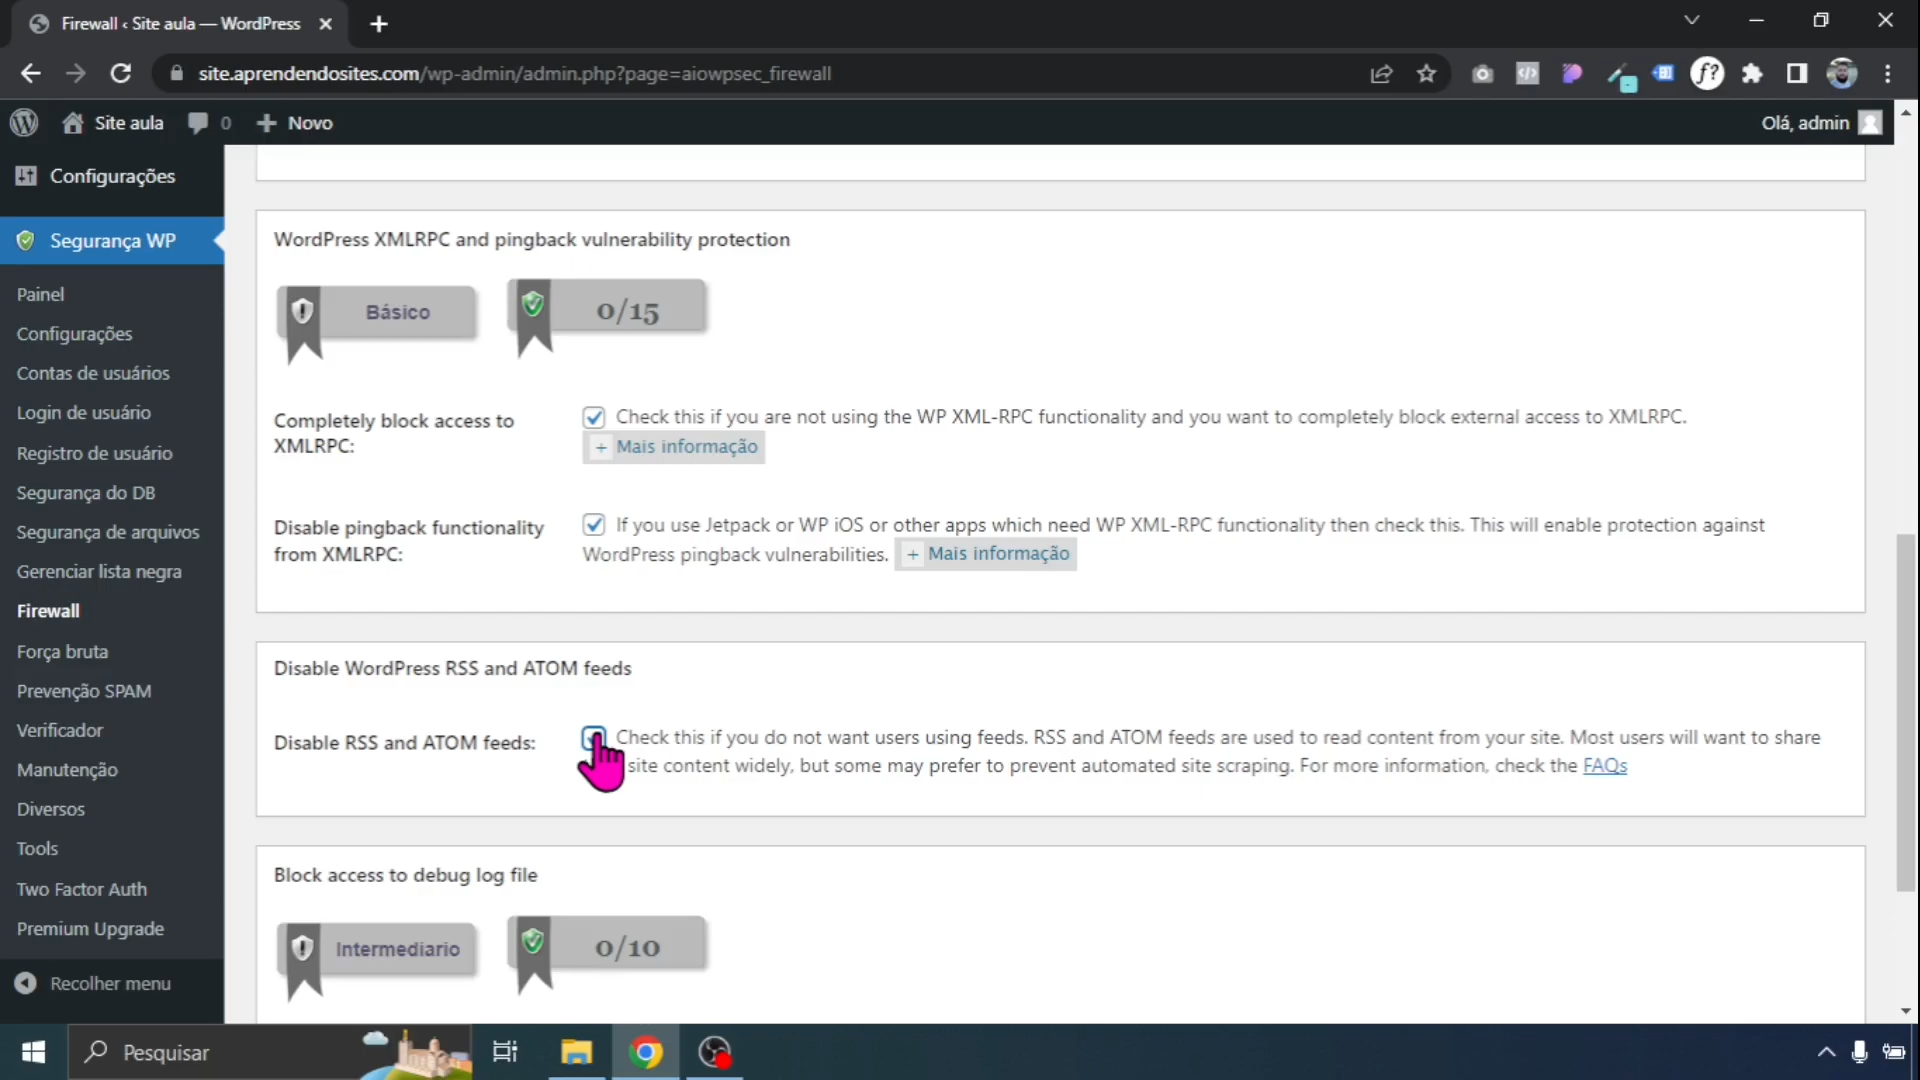 Firewall ‹ Site aula — WordPress
site.aprendendosites.com/wp-admin/admin.php?page=aiowpsec_firewall
Site aula
0
Novo
Olá, admin
Configurações
Segurança WP
Painel
Configurações
Contas de usuários
Login de usuário
Registro de usuário
Segurança do DB
Segurança de arquivos
Gerenciar lista negra
Firewall
Força bruta
Prevenção SPAM
Verificador
Manutenção
Diversos
Tools
Two Factor Auth
Premium Upgrade
Recolher menu
WordPress XMLRPC and pingback vulnerability protection
Básico
0/15
Completely block access to
XMLRPC:
Check this if you are not using the WP XML-RPC functionality and you want to completely block external access to XMLRPC.
+ Mais informação
Disable pingback functionality
from XMLRPC:
If you use Jetpack or WP iOS or other apps which need WP XML-RPC functionality then check this. This will enable protection against
WordPress pingback vulnerabilities. + Mais informação
Disable WordPress RSS and ATOM feeds
Disable RSS and ATOM feeds:
Check this if you do not want users using feeds. RSS and ATOM feeds are used to read content from your site. Most users will want to share
site content widely, but some may prefer to prevent automated site scraping. For more information, check the FAQs
Block access to debug log file
Intermediario
0/10
Pesquisar